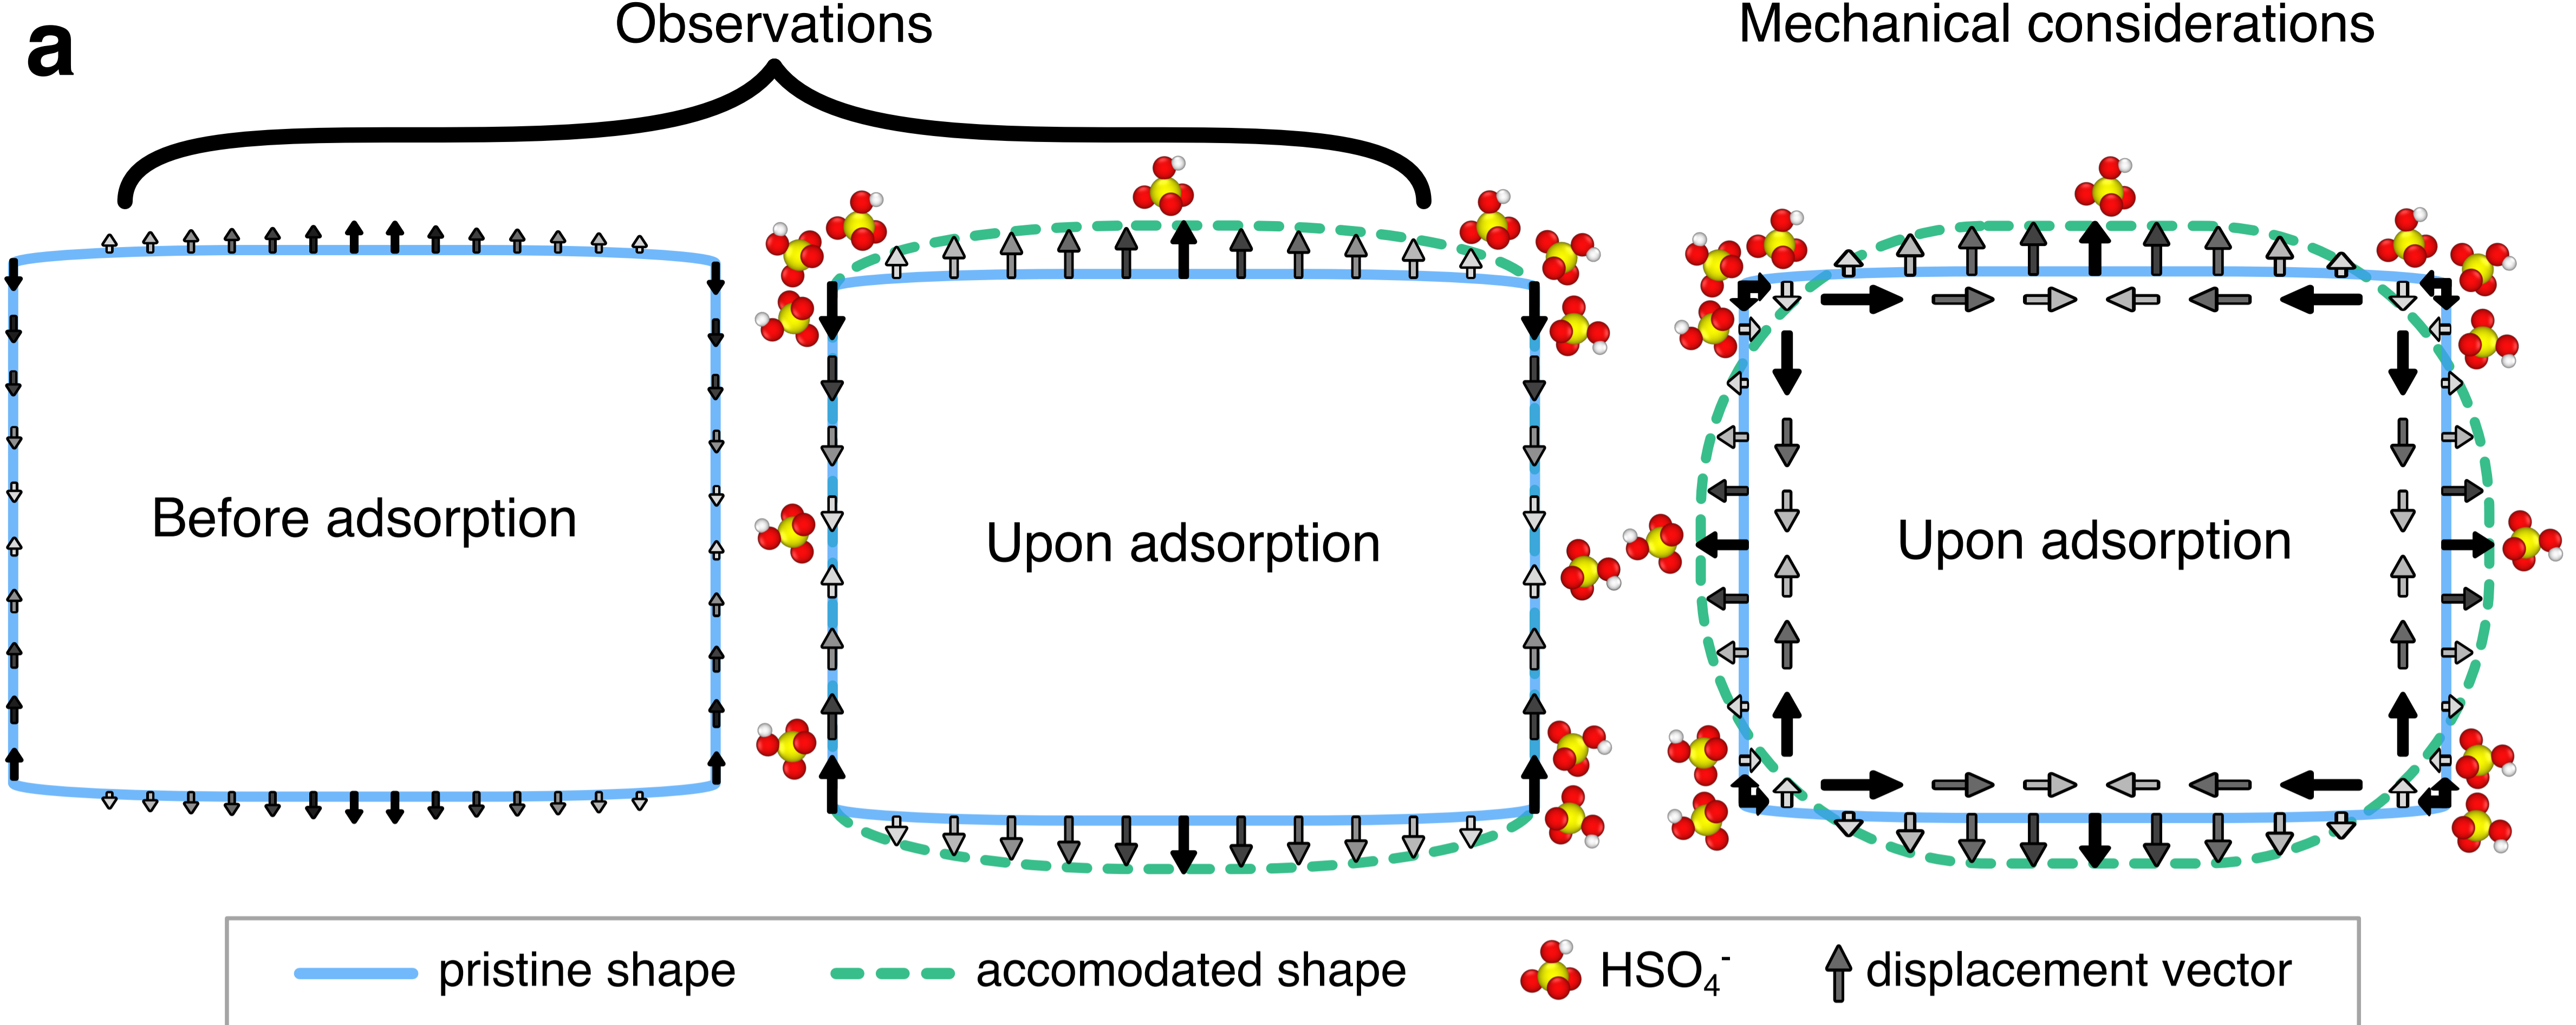 a
Observations
Mechanical considerations
Before adsorption
Upon adsorption
Upon adsorption
pristine shape
accomodated shape
HSO₄⁻
displacement vector